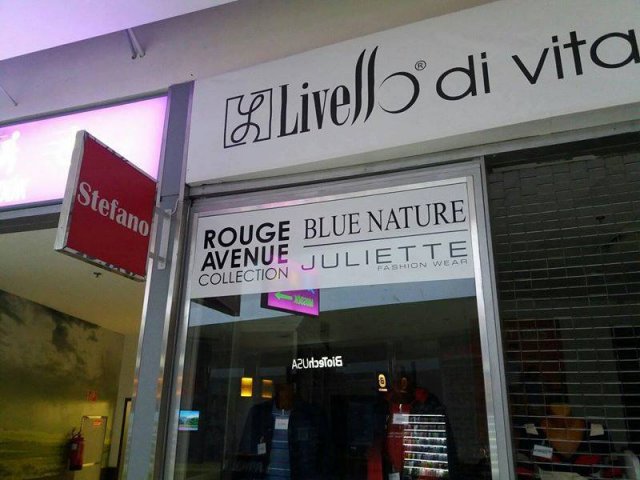 Livello® di vita
Stefano
ROUGE
AVENUE
COLLECTION
BLUE NATURE
JULIETTE
FASHION WEAR
BioTechUSA